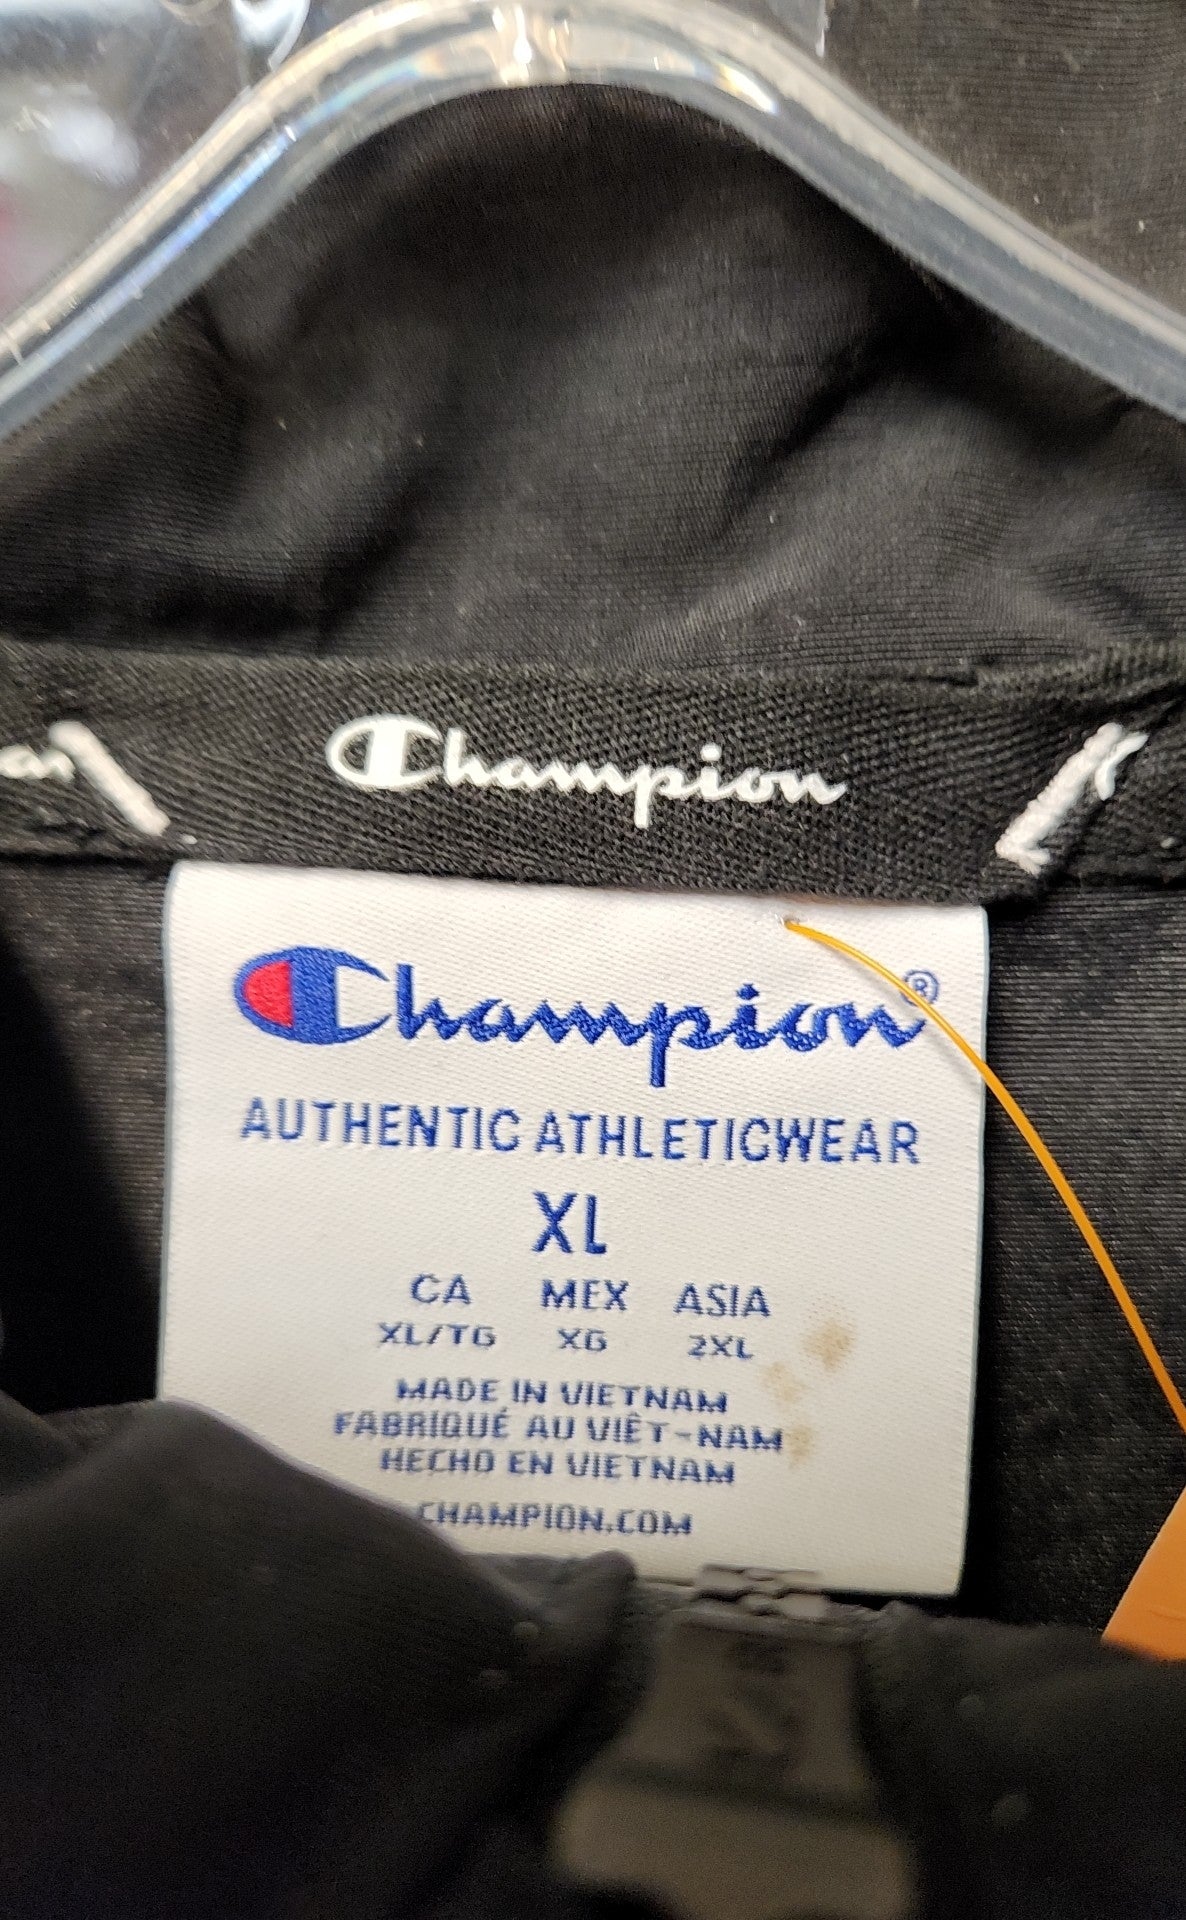 Champion
Champion®
AUTHENTIC ATHLETICWEAR
XL
CA MEX ASIA
XL/TG XG 2XL
MADE IN VIETNAM
FABRIQUÉ AU VIÊT-NAM
HECHO EN VIETNAM
CHAMPION.COM